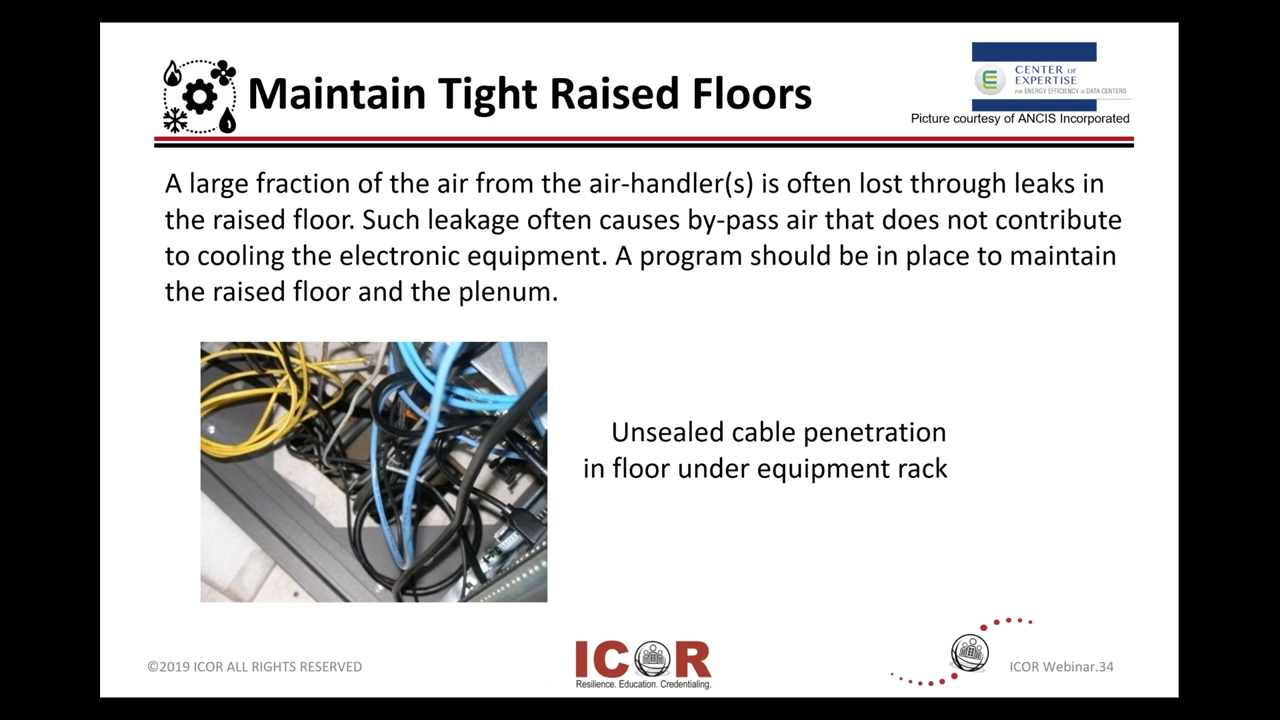 Maintain Tight Raised Floors
CENTER OF
EXPERTISE
FOR ENERGY EFFICIENCY IN DATA CENTERS
Picture courtesy of ANCIS Incorporated
A large fraction of the air from the air-handler(s) is often lost through leaks in
the raised floor. Such leakage often causes by-pass air that does not contribute
to cooling the electronic equipment. A program should be in place to maintain
the raised floor and the plenum.
Unsealed cable penetration
in floor under equipment rack
©2019 ICOR ALL RIGHTS RESERVED
ICOR
Resilience. Education. Credentialing.
ICOR Webinar.34